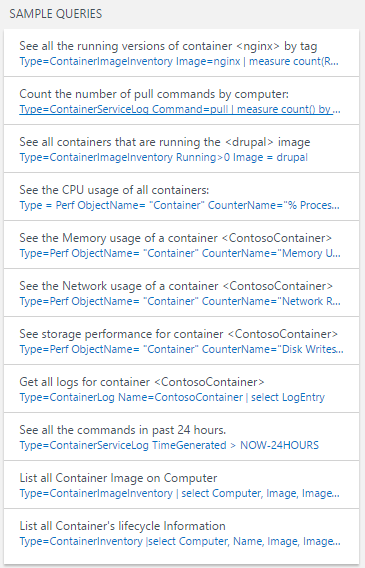 SAMPLE QUERIES
See all the running versions of container <nginx> by tag
Type=ContainerImageInventory Image=nginx | measure count(R...
Count the number of pull commands by computer:
Type=ContainerServiceLog Command=pull | measure count() by ...
See all containers that are running the <drupal> image
Type=ContainerImageInventory Running>0 Image = drupal
See the CPU usage of all containers:
Type = Perf ObjectName= "Container" CounterName="% Proces...
See the Memory usage of a container <ContosoContainer>
Type=Perf ObjectName= "Container" CounterName="Memory U...
See the Network usage of a container <ContosoContainer>
Type=Perf ObjectName= "Container" CounterName="Network R...
See storage performance for container <ContosoContainer>
Type=Perf ObjectName= "Container" CounterName="Disk Writes...
Get all logs for container <ContosoContainer>
Type=ContainerLog Name=ContosoContainer | select LogEntry
See all the commands in past 24 hours.
Type=ContainerServiceLog TimeGenerated > NOW-24HOURS
List all Container Image on Computer
Type=ContainerImageInventory | select Computer, Image, Image...
List all Container's lifecycle Information
Type=ContainerInventory |select Computer, Name, Image, Image...